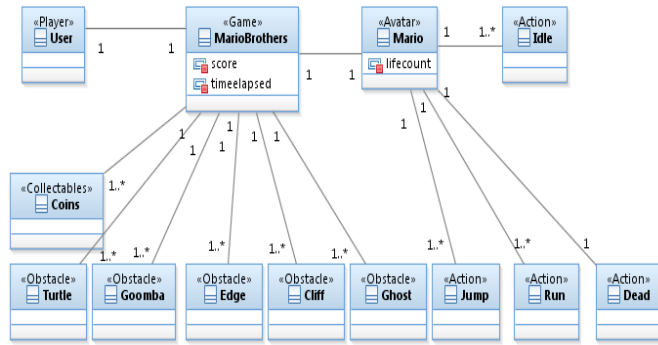 «Player»
User
«Game»
MarioBrothers
score
timeelapsed
«Avatar»
Mario
lifecount
«Action»
Idle
1
1
1
1
1
1..*
1
1
1
1
1
1
1
1
1
1..*
«Collectables»
Coins
1..*
1..*
1..*
1..*
1..*
1..*
1..*
1
«Obstacle»
Turtle
«Obstacle»
Goomba
«Obstacle»
Edge
«Obstacle»
Cliff
«Obstacle»
Ghost
«Action»
Jump
«Action»
Run
«Action»
Dead